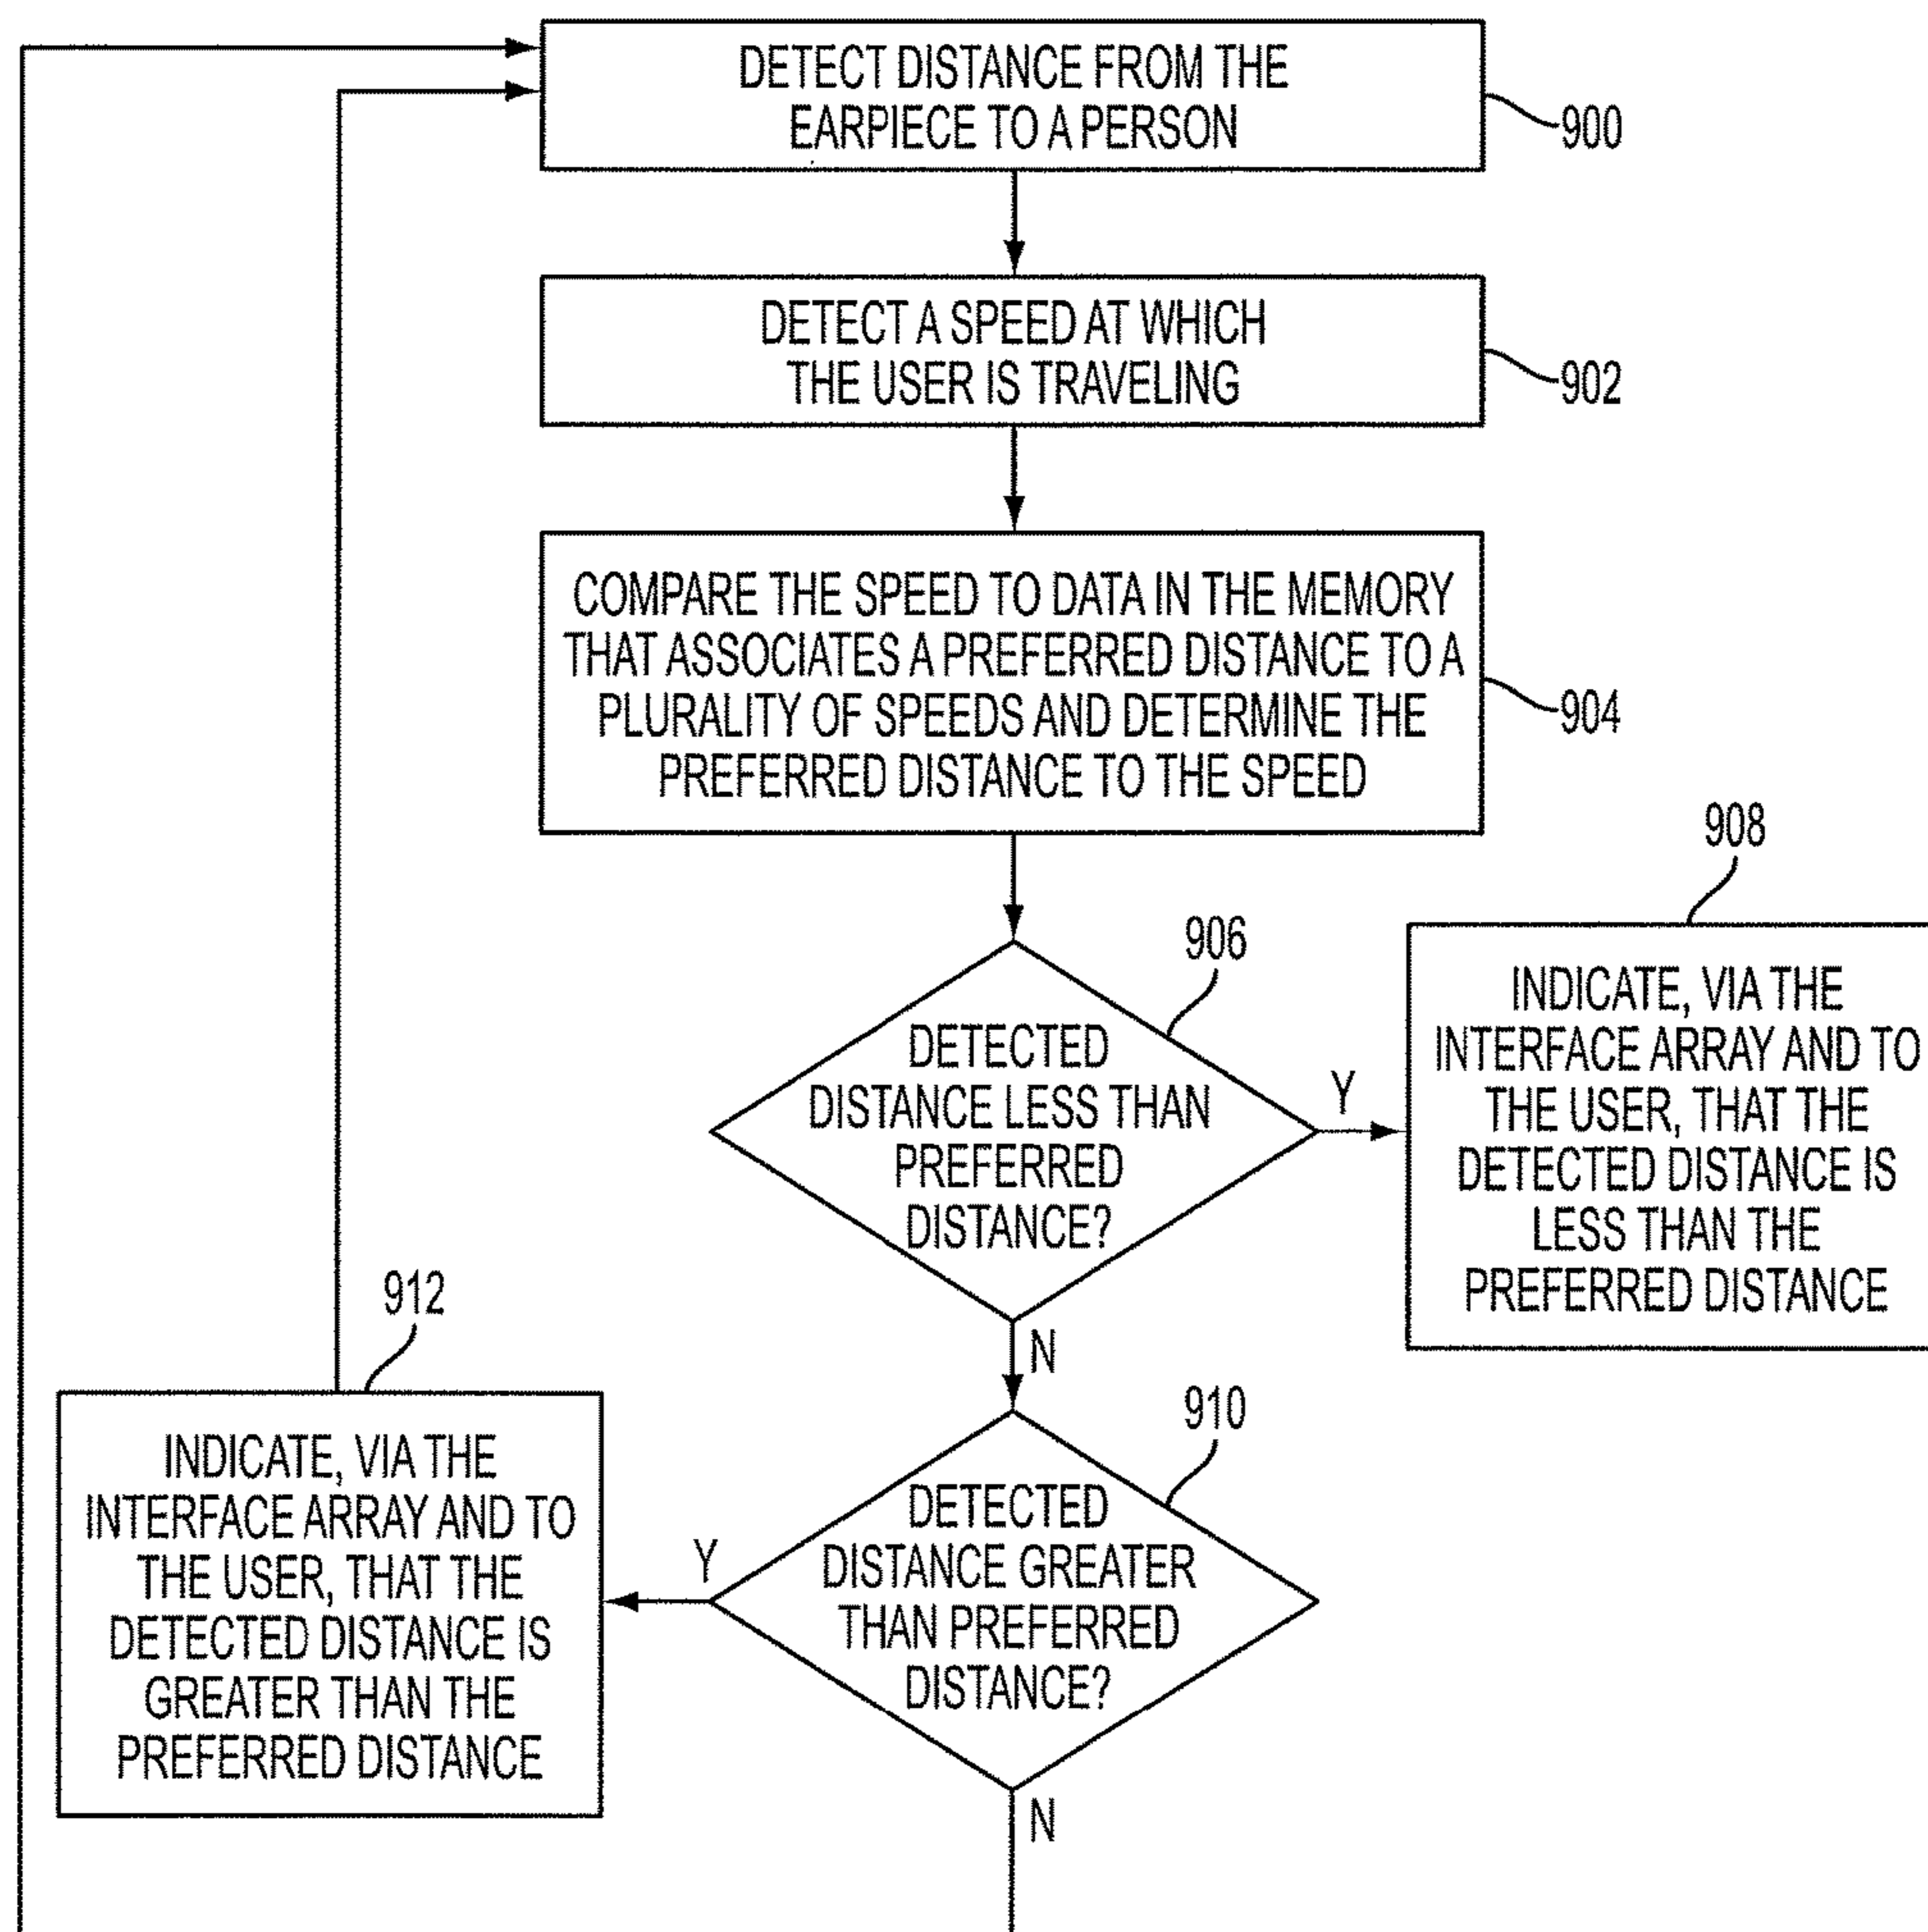 DETECT DISTANCE FROM THE
EARPIECE TO A PERSON
900
DETECT A SPEED AT WHICH
THE USER IS TRAVELING
902
COMPARE THE SPEED TO DATA IN THE MEMORY
THAT ASSOCIATES A PREFERRED DISTANCE TO A
PLURALITY OF SPEEDS AND DETERMINE THE
PREFERRED DISTANCE TO THE SPEED
904
906
DETECTED
DISTANCE LESS THAN
PREFERRED
DISTANCE?
Y
N
908
INDICATE, VIA THE
INTERFACE ARRAY AND TO
THE USER, THAT THE
DETECTED DISTANCE IS
LESS THAN THE
PREFERRED DISTANCE
910
DETECTED
DISTANCE GREATER
THAN PREFERRED
DISTANCE?
Y
N
912
INDICATE, VIA THE
INTERFACE ARRAY AND TO
THE USER, THAT THE
DETECTED DISTANCE IS
GREATER THAN THE
PREFERRED DISTANCE